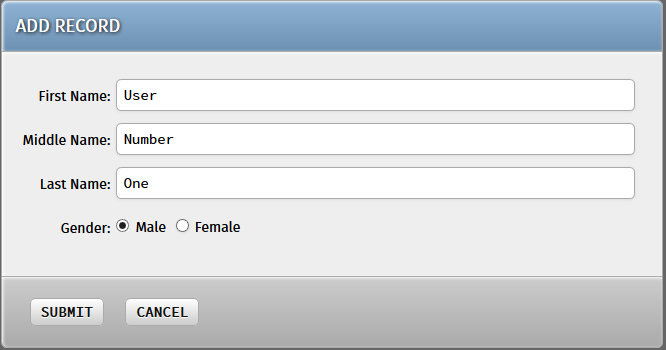 ADD RECORD
First Name: User
Middle Name: Number
Last Name: One
Gender: Male Female
SUBMIT CANCEL